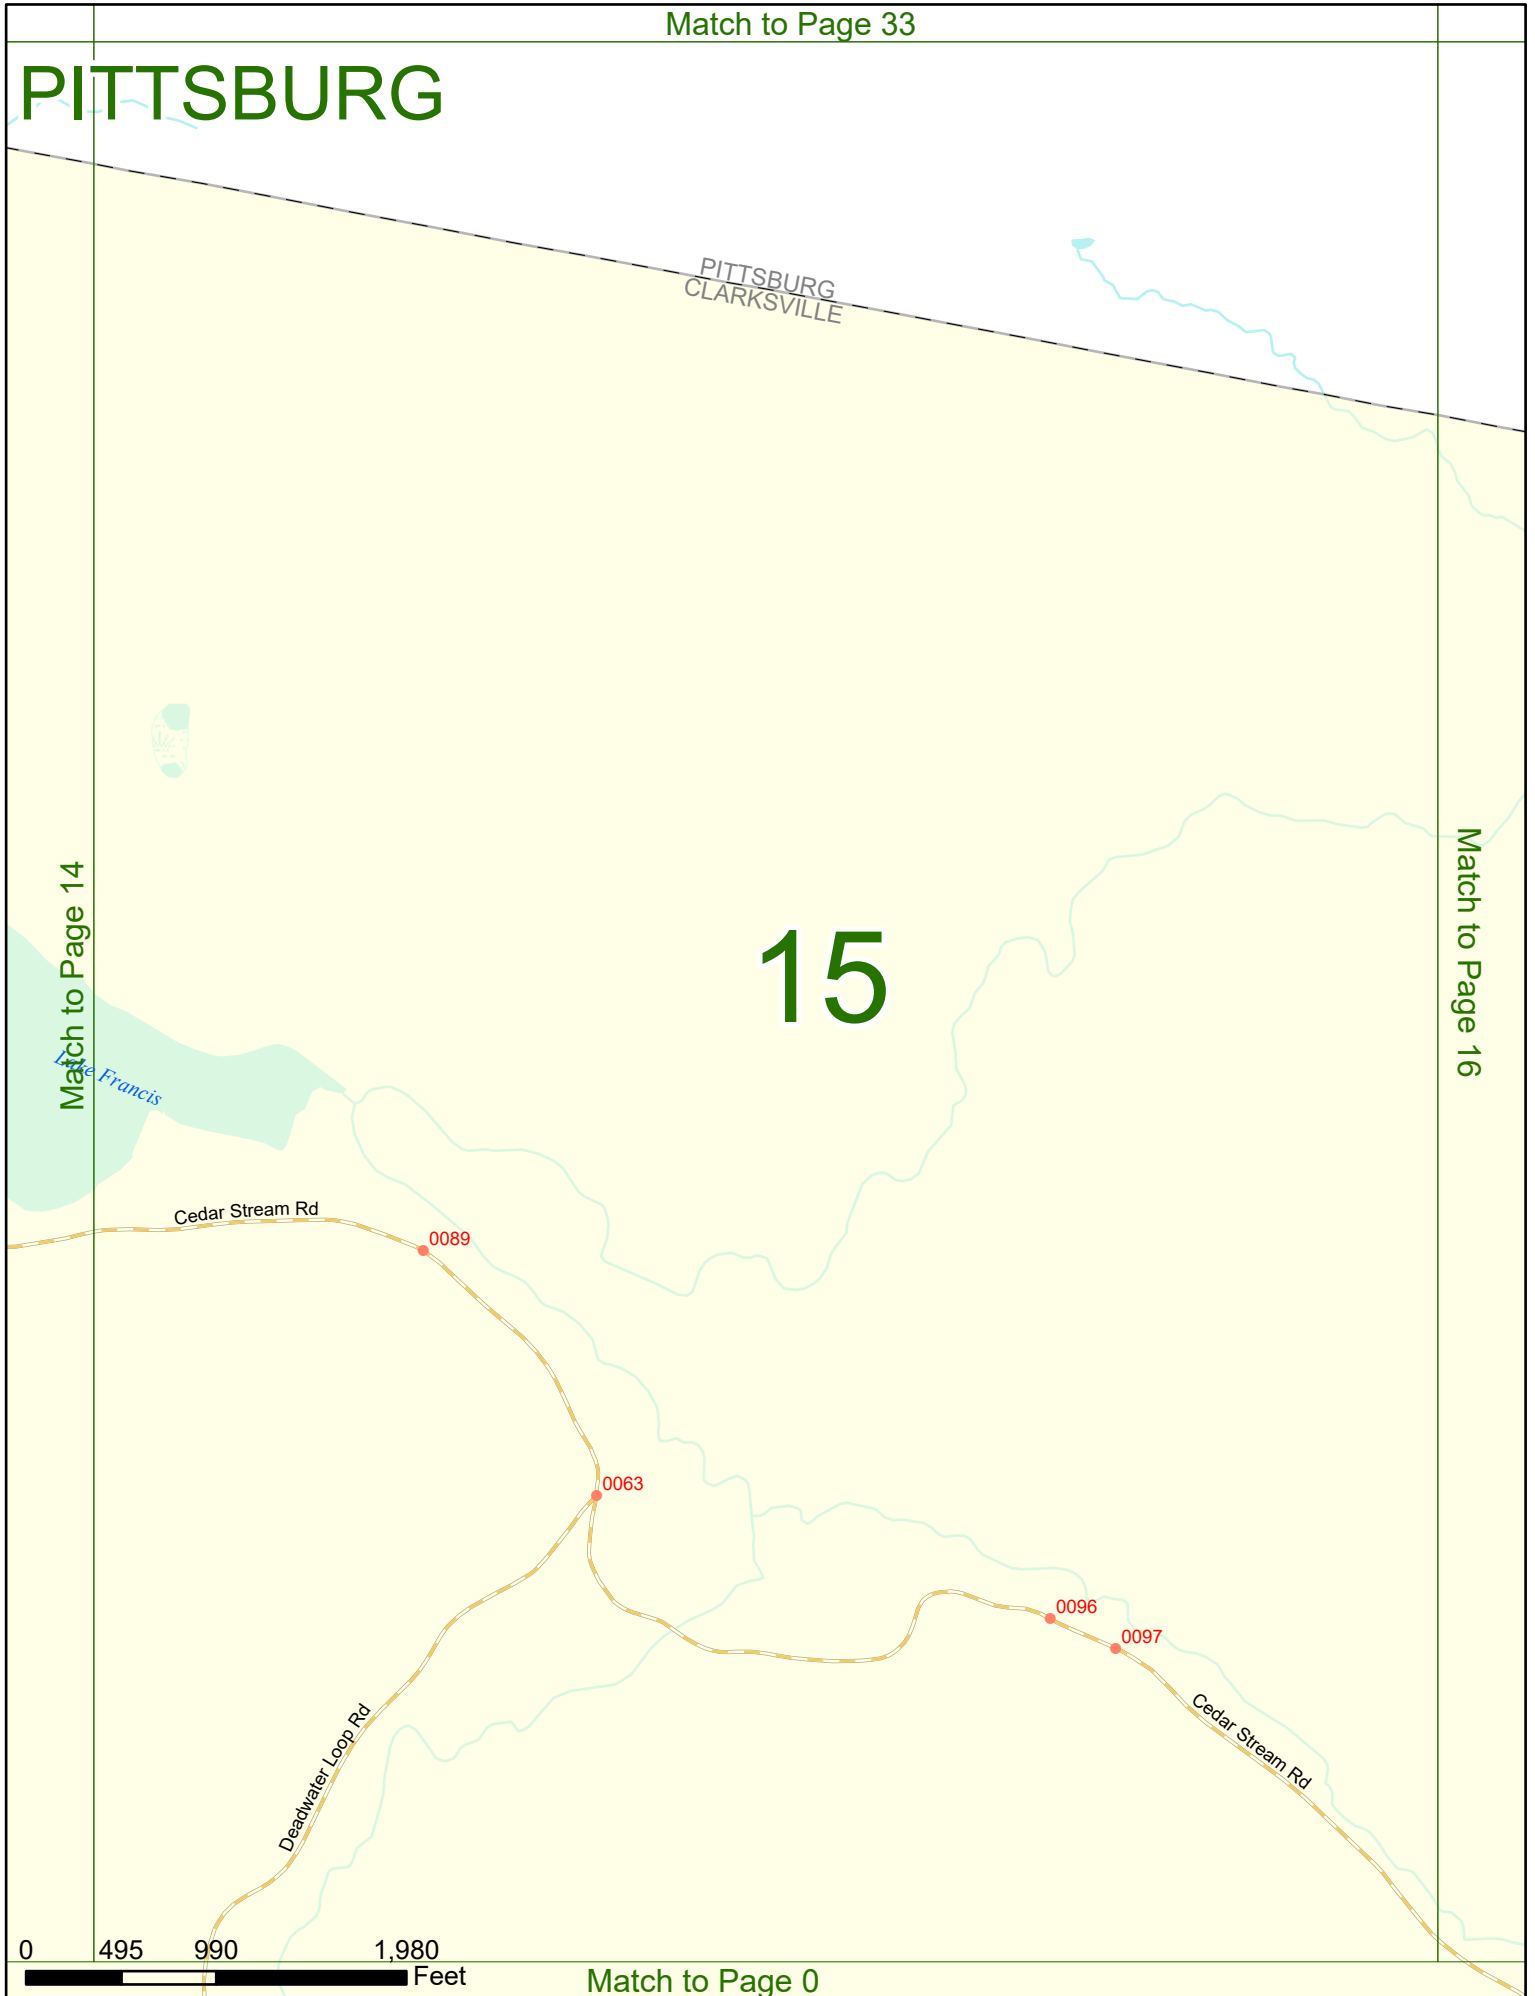 Match to Page 33
PITTSBURG
PITTSBURG
CLARKSVILLE
Match to Page 14
15
Match to Page 16
Lake Francis
Cedar Stream Rd
0089
0063
0096
0097
Cedar Stream Rd
Deadwater Loop Rd
0 495 990 1,980
Feet
Match to Page 0